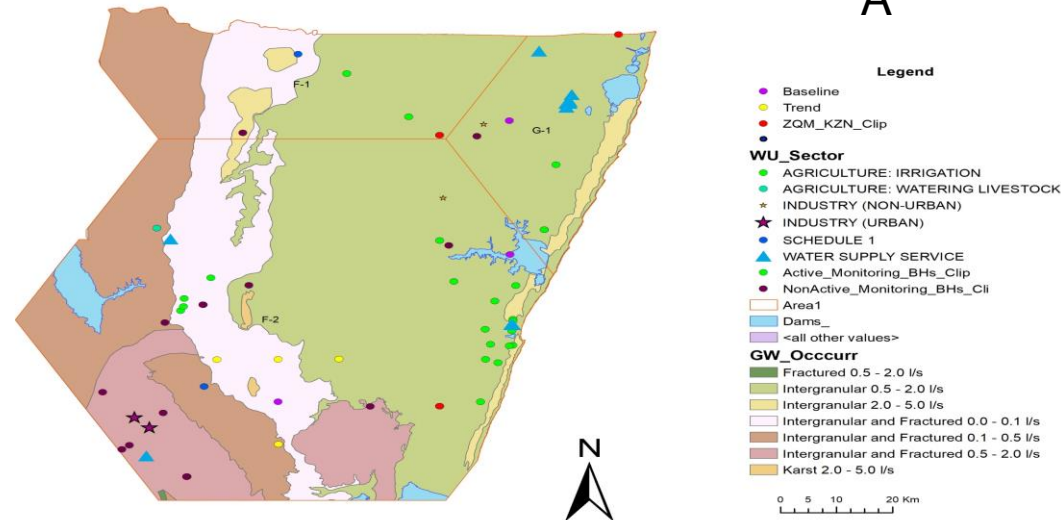 A
Legend
Baseline
Trend
ZQM_KZN_Clip
WU_Sector
AGRICULTURE: IRRIGATION
AGRICULTURE: WATERING LIVESTOCK
INDUSTRY (NON-URBAN)
INDUSTRY (URBAN)
SCHEDULE 1
WATER SUPPLY SERVICE
Active_Monitoring_BHs_Clip
NonActive_Monitoring_BHs_Cli
Area1
Dams_
<all other values>
GW_Occcurr
Fractured 0.5 - 2.0 l/s
Intergranular 0.5 - 2.0 l/s
Intergranular 2.0 - 5.0 l/s
Intergranular and Fractured 0.0 - 0.1 l/s
Intergranular and Fractured 0.1 - 0.5 l/s
Intergranular and Fractured 0.5 - 2.0 l/s
Karst 2.0 - 5.0 l/s
0 5 10 20 Km
F-1
G-1
F-2
N